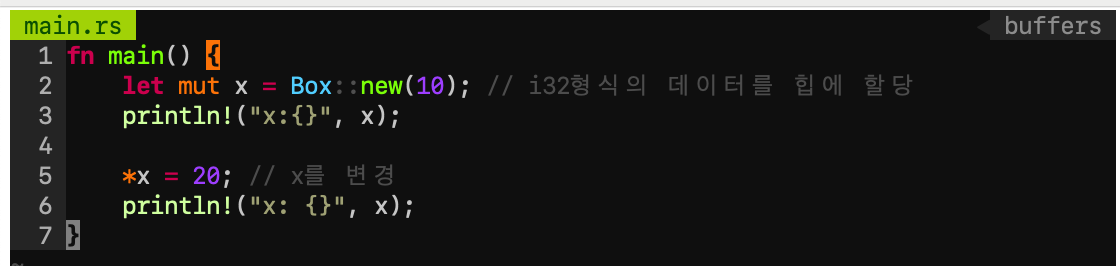 main.rs buffers
1 fn main() {
2     let mut x = Box::new(10); // i32형식의 데이터를 힙에 할당
3     println!("x:{}", x);
4
5     *x = 20; // x를 변경
6     println!("x: {}", x);
7 }